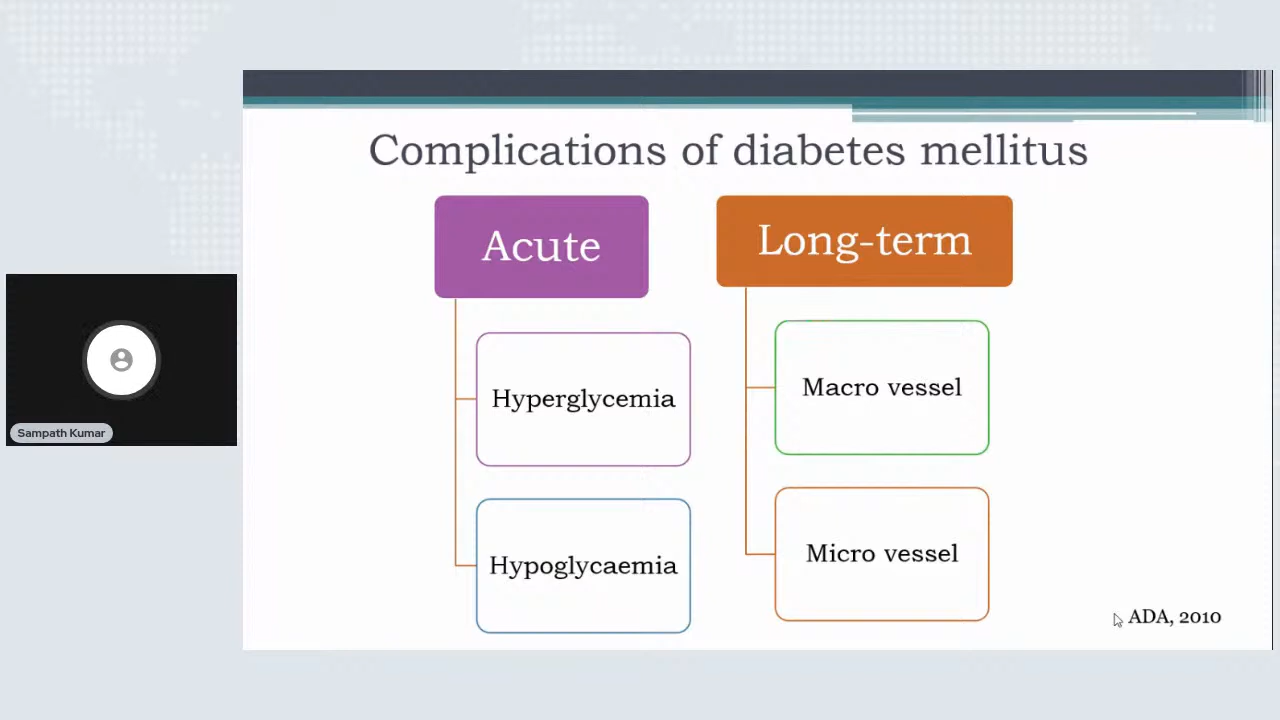 Complications of diabetes mellitus
Acute
Hyperglycemia
Hypoglycaemia
Long-term
Macro vessel
Micro vessel
ADA, 2010
Sampath Kumar